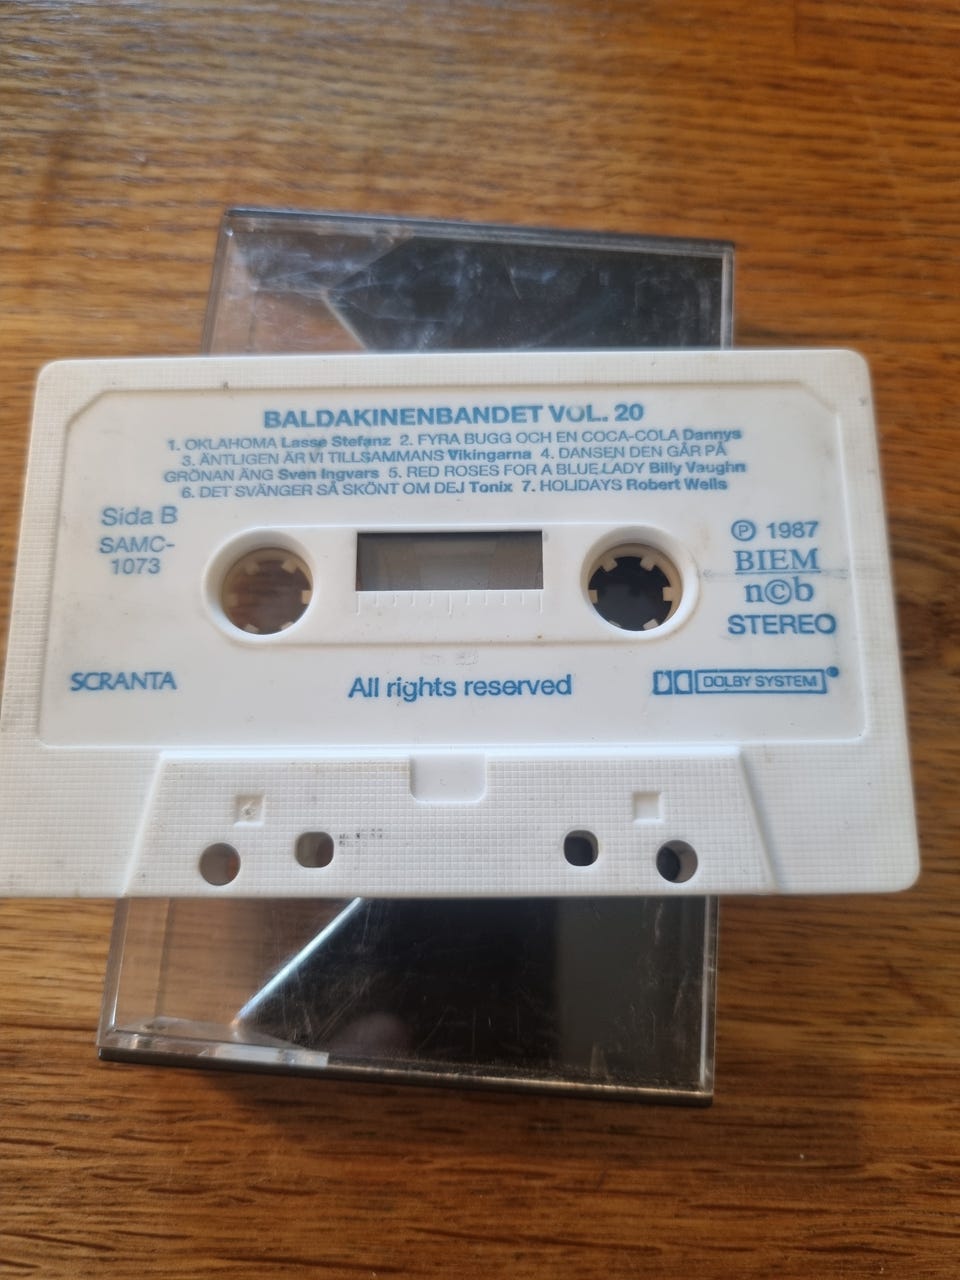 BALDAKINENBANDET VOL. 20
1. OKLAHOMA Lasse Stefanz 2. FYRA BUGG OCH EN COCA-COLA Dannys
3. ÄNTLIGEN ÄR VI TILLSAMMANS Vikingarna 4. DANSEN DEN GÅR PÅ
GRÖNAN ÄNG Sven Ingvars 5. RED ROSES FOR A BLUE LADY Billy Vaughn
6. DET SVÄNGER SÅ SKÖNT OM DEJ Tonix 7. HOLIDAYS Robert Wells
Sida B
SAMC-
1073
℗ 1987
BIEM
n©b
STEREO
SCRANTA
All rights reserved
DOLBY SYSTEM